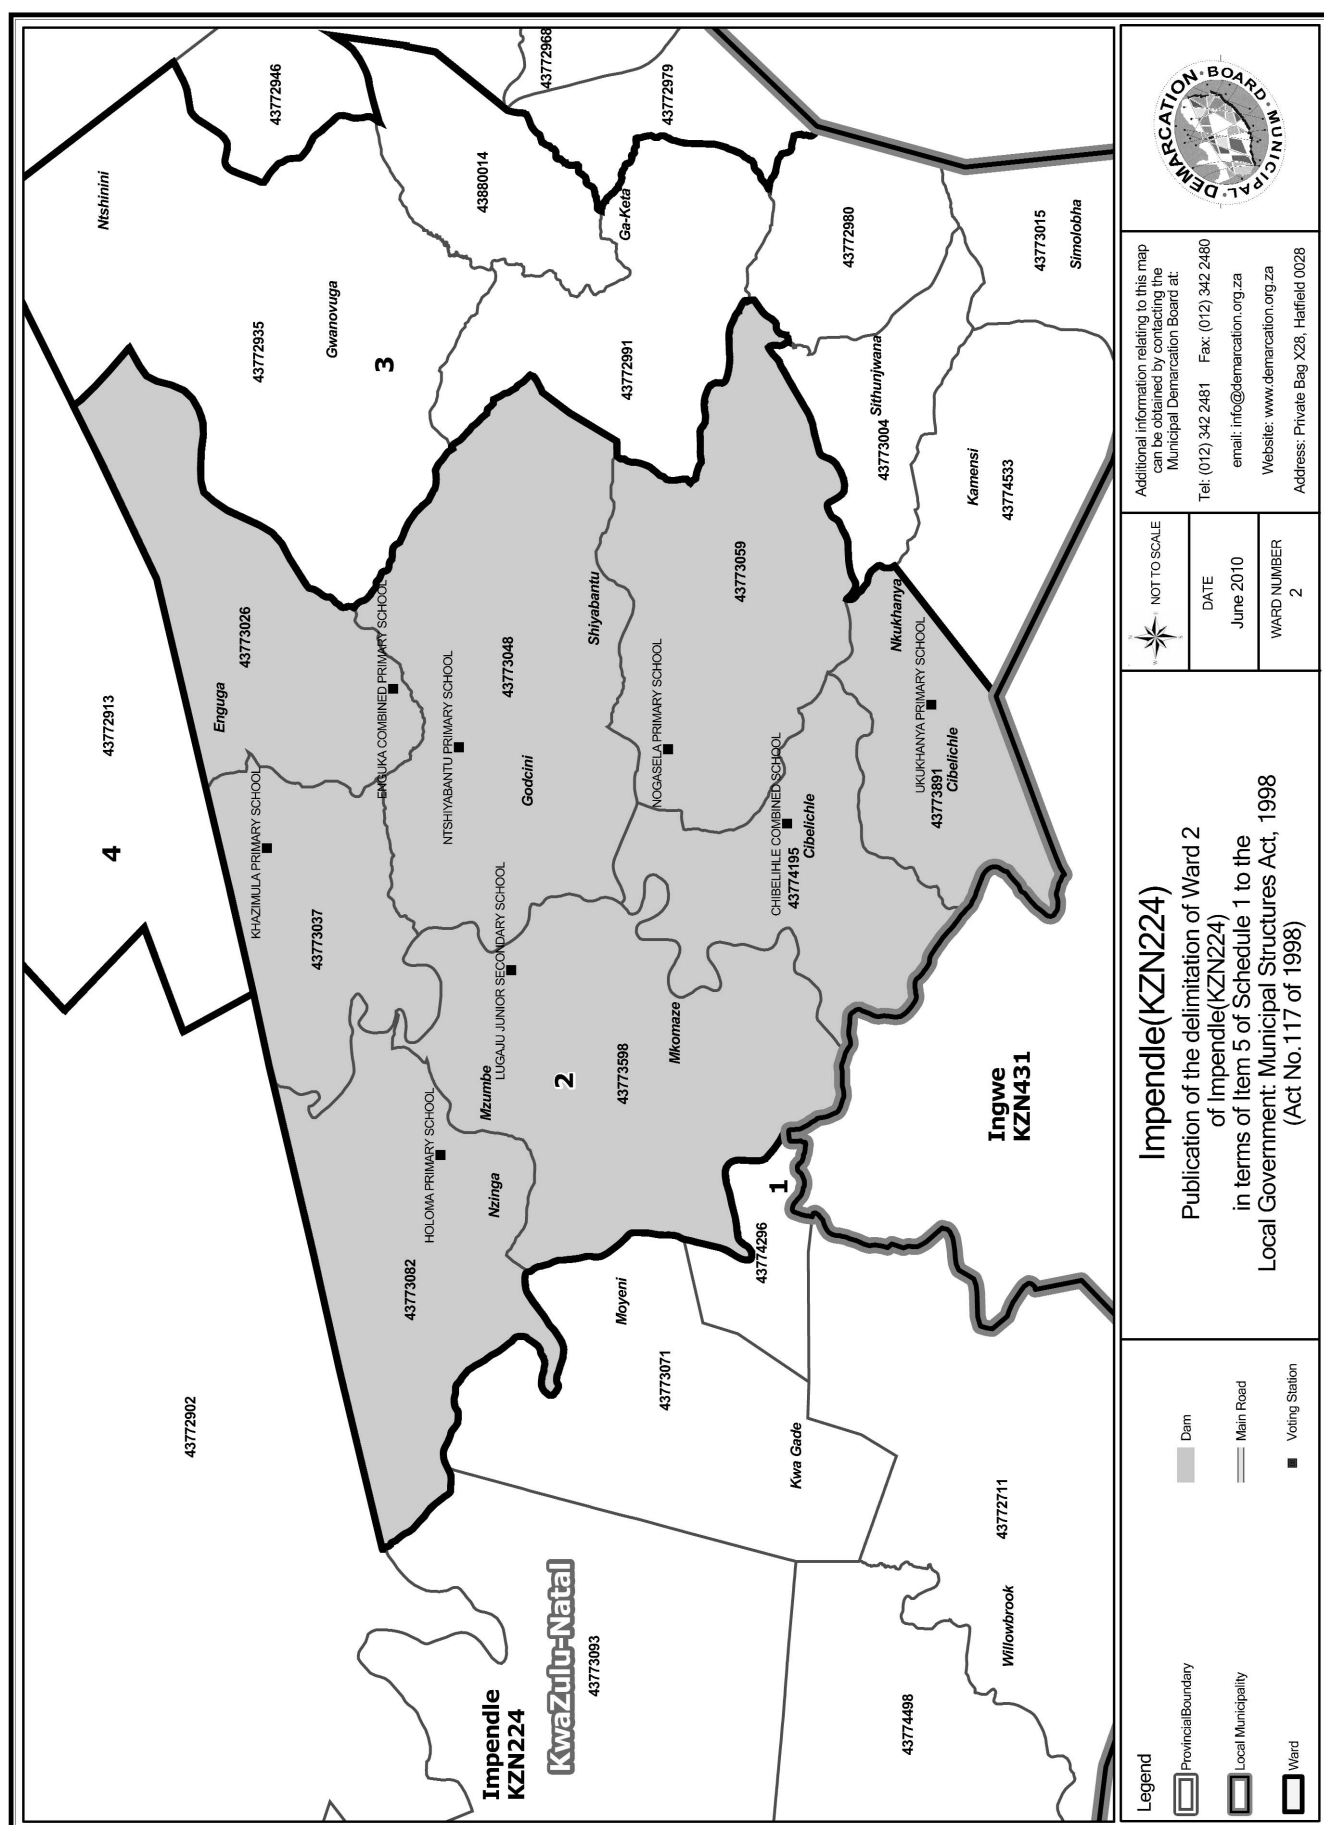 43772902
43772913
4
KHAZIMULA PRIMARY SCHOOL
Enguga
43773026
43773037
Ntshinini
43772946
43772935
Gwanovuga
3
43880014
43772968
43772979
Ga-Keta
43772991
HOLOMA PRIMARY SCHOOL
43773082
Nzinga
Mzumbe
LUGAJU JUNIOR SECONDARY SCHOOL
ENGUKA COMBINED PRIMARY SCHOOL
NTSHIYABANTU PRIMARY SCHOOL
43773048
Godcini
Shiyabantu
2
43773598
Mkomaze
NOGASELA PRIMARY SCHOOL
43773059
CHIBELIHLE COMBINED SCHOOL
43774195
Cibelichle
UKUKHANYA PRIMARY SCHOOL
43773891
Cibelichle
Nkukhanya
Sithunjwana
43773004
43772980
43773015
Simolobha
Kamensi
43774533
Impendle
KZN224
KwaZulu-Natal
43773093
Moyeni
43773071
43774296
1
Kwa Gade
Ingwe
KZN431
43772711
Willowbrook
43774498
Legend
ProvincialBoundary
Local Municipality
Ward
Dam
Main Road
Voting Station
Impendle(KZN224)
Publication of the delimitation of Ward 2
of Impendle(KZN224)
in terms of Item 5 of Schedule 1 to the
Local Government: Municipal Structures Act, 1998
(Act No.117 of 1998)
NOT TO SCALE
DATE
June 2010
WARD NUMBER
2
Additional information relating to this map
can be obtained by contacting the
Municipal Demarcation Board at:
Tel: (012) 342 2481 Fax: (012) 342 2480
email: info@demarcation.org.za
Website: www.demarcation.org.za
Address: Private Bag X28, Hatfield 0028
MUNICIPAL DEMARCATION BOARD